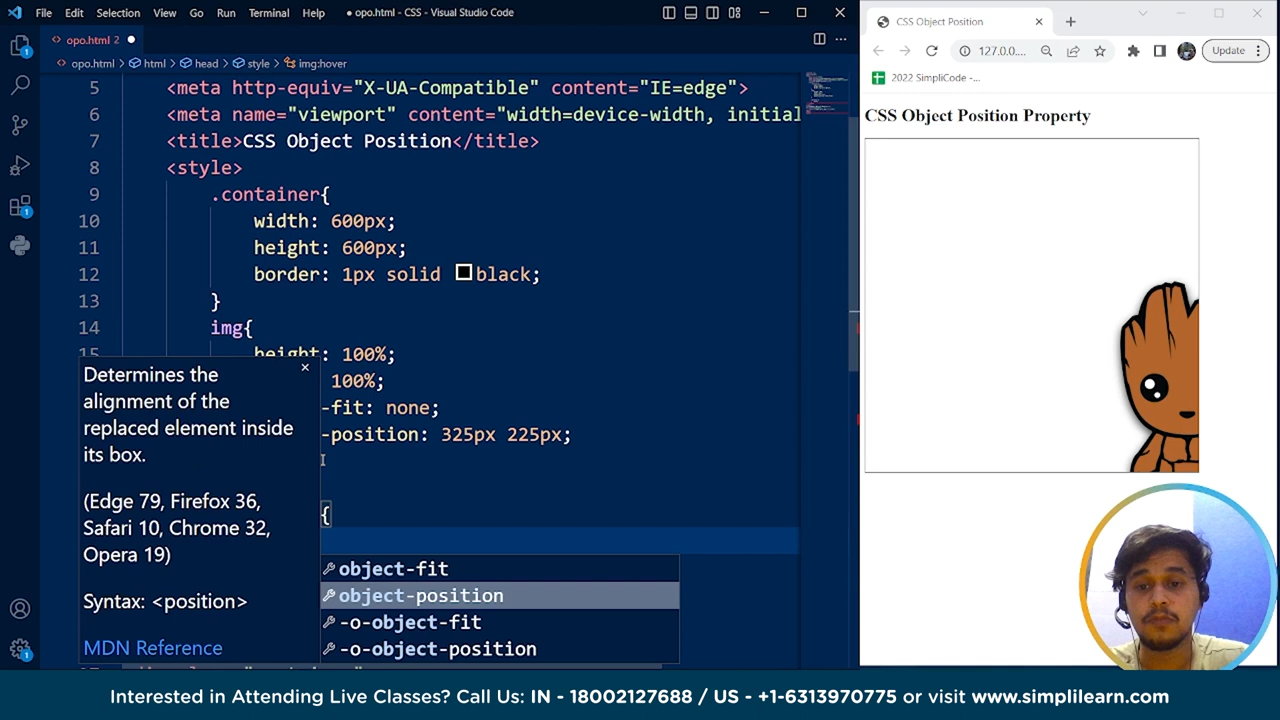 File Edit Selection View Go Run Terminal Help
● opo.html - CSS - Visual Studio Code
opo.html 2 ●
opo.html > html > head > style > img:hover
5 <meta http-equiv="X-UA-Compatible" content="IE=edge">
6 <meta name="viewport" content="width=device-width, initial
7 <title>CSS Object Position</title>
8 <style>
9 .container{
10 width: 600px;
11 height: 600px;
12 border: 1px solid black;
13 }
14 img{
15 height: 100%;
100%;
-fit: none;
-position: 325px 225px;
{
Determines the
alignment of the
replaced element inside
its box.
(Edge 79, Firefox 36,
Safari 10, Chrome 32,
Opera 19)
Syntax: <position>
MDN Reference
object-fit
object-position
-o-object-fit
-o-object-position
CSS Object Position
127.0....
Update
2022 SimpliCode -...
CSS Object Position Property
Interested in Attending Live Classes? Call Us: IN - 18002127688 / US - +1-6313970775 or visit www.simplilearn.com